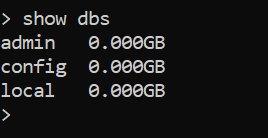 > show dbs
admin   0.000GB
config  0.000GB
local   0.000GB
>